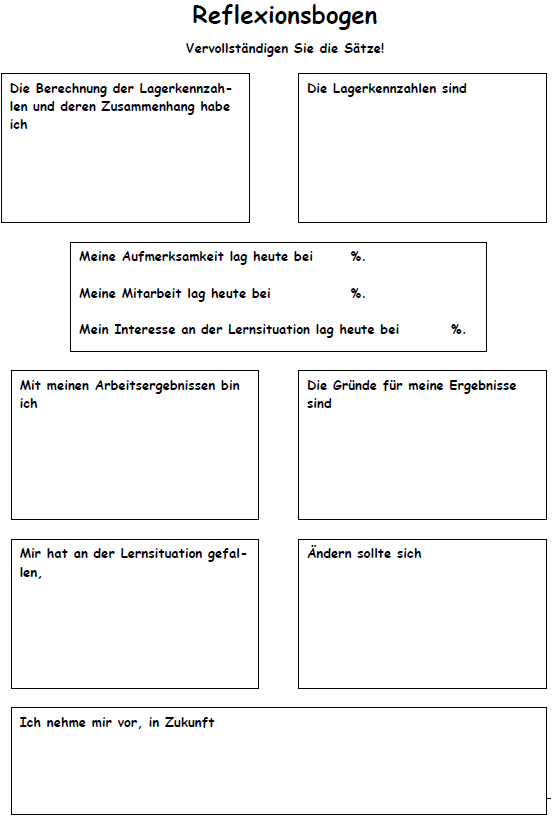 Reflexionsbogen
Vervollständigen Sie die Sätze!
Die Berechnung der Lagerkennzah-
len und deren Zusammenhang habe
ich
Die Lagerkennzahlen sind
Meine Aufmerksamkeit lag heute bei %.
Meine Mitarbeit lag heute bei %.
Mein Interesse an der Lernsituation lag heute bei %.
Mit meinen Arbeitsergebnissen bin
ich
Die Gründe für meine Ergebnisse
sind
Mir hat an der Lernsituation gefal-
len,
Ändern sollte sich
Ich nehme mir vor, in Zukunft